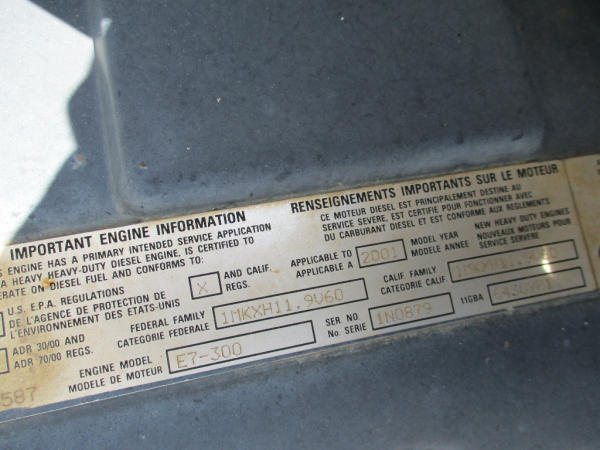 IMPORTANT ENGINE INFORMATION
ENGINE HAS A PRIMARY INTENDED SERVICE APPLICATION
A HEAVY HEAVY-DUTY DIESEL ENGINE, IS CERTIFIED TO
ON DIESEL FUEL AND CONFORMS TO:
U.S. E.P.A. REGULATIONS
DE L'AGENCE DE PROTECTION DE
L'ENVIRONNEMENT DES ETATS-UNIS
X AND CALIF. REGS.
ADR 30/00 AND
ADR 70/00 REGS.
FEDERAL FAMILY
CATEGORIE FEDERALE
1MKXH11.9V60
ENGINE MODEL
MODELE DE MOTEUR
E7-300
587
RENSEIGNEMENTS IMPORTANTS SUR LE MOTEUR
CE MOTEUR DIESEL EST PRINCIPALEMENT DESTINE AU
SERVICE SEVERE, EST CERTIFIE POUR FONCTIONNER AVEC
DU CARBURANT DIESEL ET EST CONFORME AUX REGLEMENTS
APPLICABLE TO
APPLICABLE A
2001
MODEL YEAR
MODELE ANNEE
NEW HEAVY DUTY ENGINES
NOUVEAUX MOTEURS POUR
SERVICE SERVERE
CALIF FAMILY
CATEGORIE CALIF
SER NO
No. SERIE
1N0879
11GBA